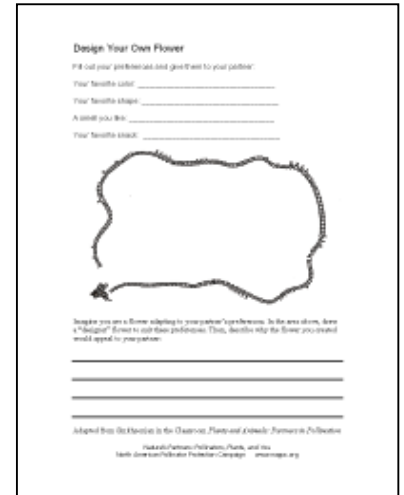 Design Your Own Flower
Fill out your preferences and give them to your partner:
Your favorite color:
Your favorite shape:
A smell you like:
Your favorite snack:
Imagine you are a flower adapting to your partner's preferences. In the area above, draw
a "designer" flower to suit these preferences. Then, describe why the flower you created
would appeal to your partner.
Adapted from Smithsonian in the Classroom, Plants and Animals: Partners in Pollination
Nature's Partners: Pollinators, Plants, and You
North American Pollinator Protection Campaign